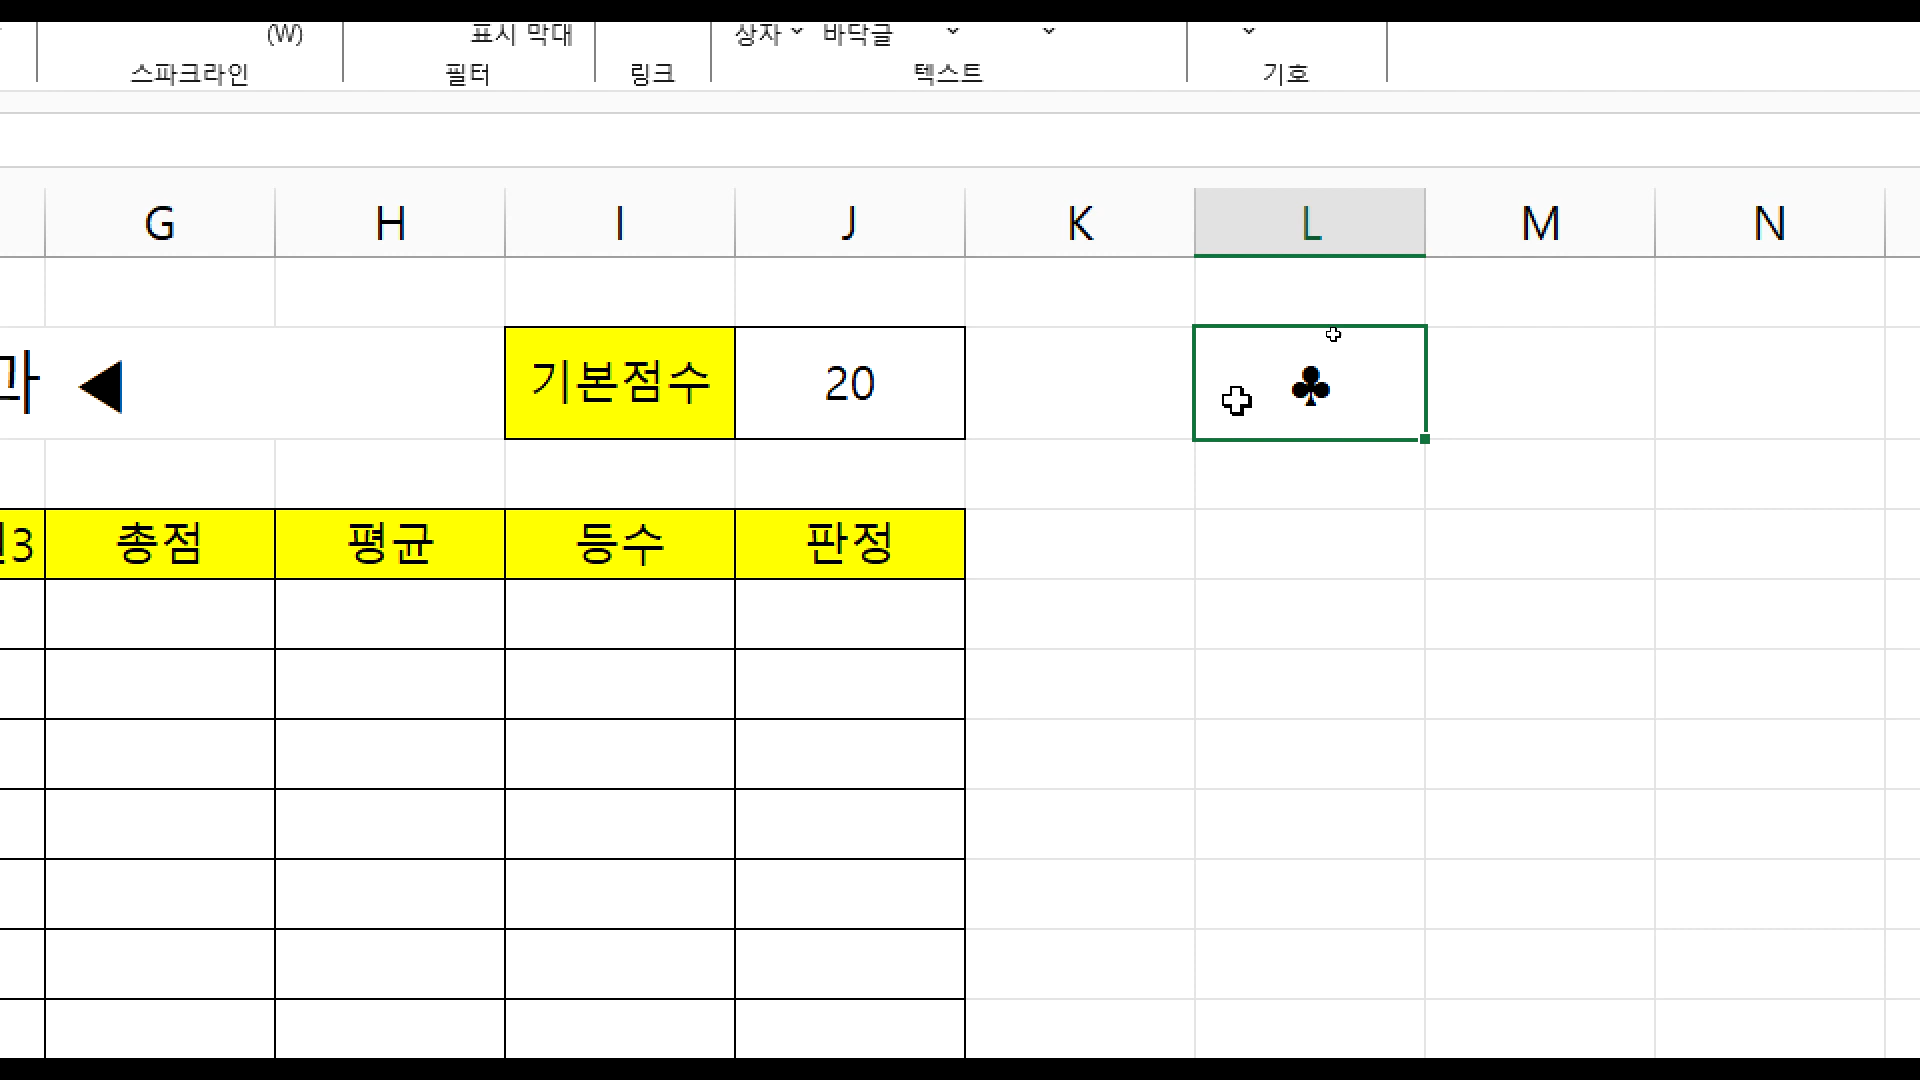 (W) 표시 막대 상자 바닥글
스파크라인 필터 링크 텍스트 기호
G H I J K L M N
과 ◀ 기본점수 20 ♣
3 총점 평균 등수 판정